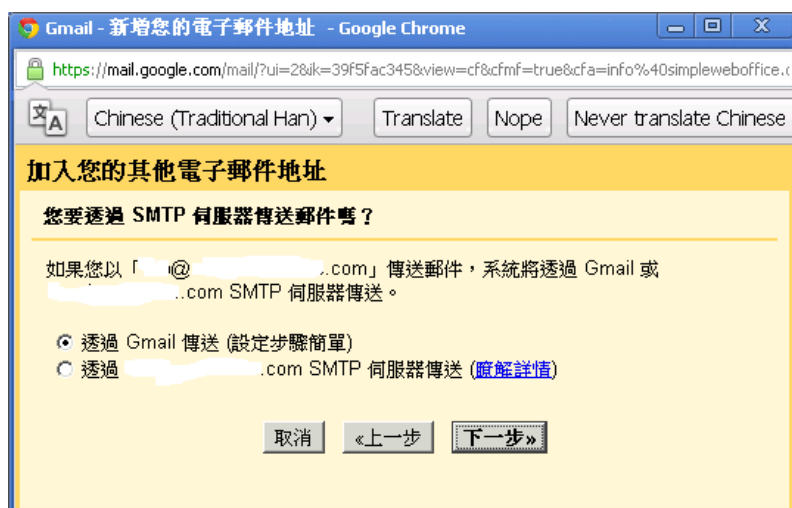 Gmail - 新增您的電子郵件地址 - Google Chrome
https://mail.google.com/mail/?ui=2&ik=39f5fac345&view=cf&cfmf=true&cfa=info%40simpleweboffice.c
Chinese (Traditional Han) Translate Nope Never translate Chinese
加入您的其他電子郵件地址
您要透過 SMTP 伺服器傳送郵件嗎？
如果您以「 @ .com」傳送郵件，系統將透過 Gmail 或
..com SMTP 伺服器傳送。
透過 Gmail 傳送 (設定步驟簡單)
透過 .com SMTP 伺服器傳送 (瞭解詳情)
取消 «上一步 下一步»